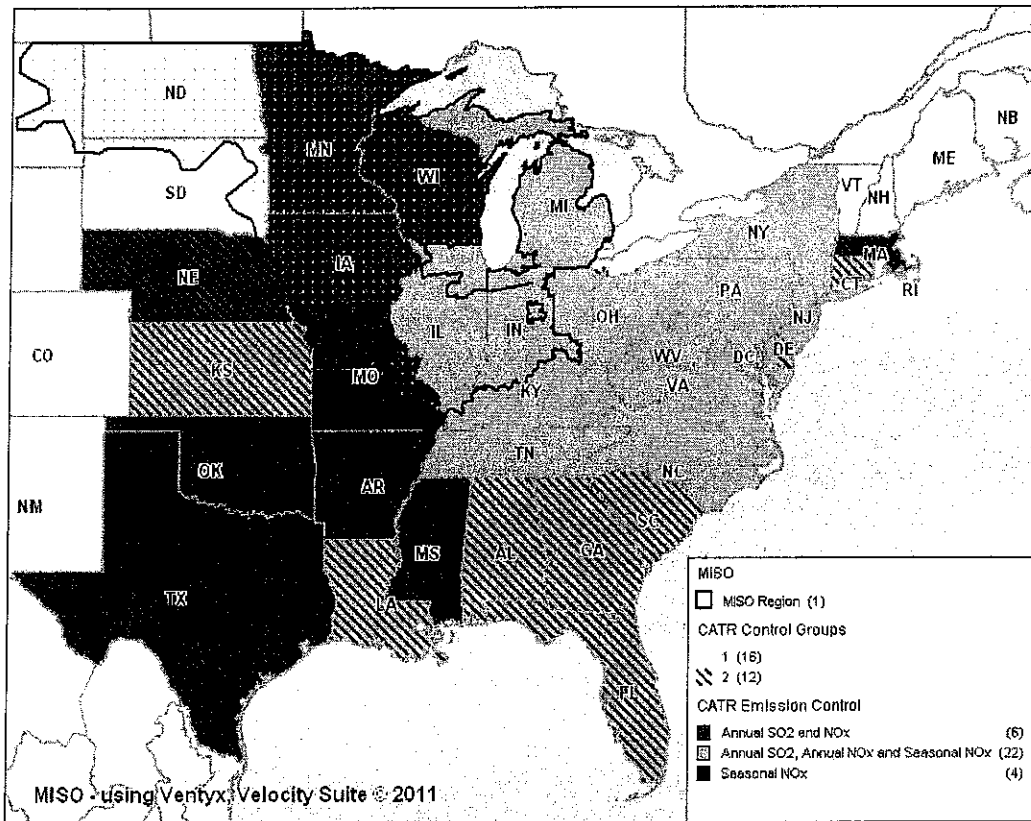 ND
MN
NB
ME
WI
VT
NH
SD
MI
NY
MA
NE
IA
CT
RI
PA
NJ
IL
IN
OH
CO
DE
WV
DC
KS
MO
VA
KY
TN
NC
OK
AR
NM
SC
MS
AL
GA
TX
LA
FL
MISO
MISO Region (1)
CATR Control Groups
1 (16)
2 (12)
CATR Emission Control
Annual SO2 and NOx (6)
Annual SO2, Annual NOx and Seasonal NOx (22)
Seasonal NOx (4)
MISO - using Ventyx, Velocity Suite © 2011